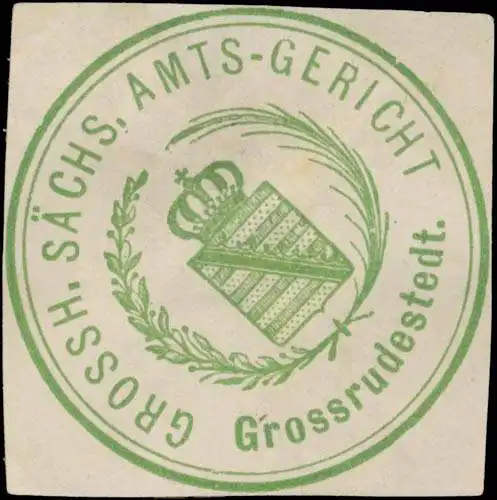 GROSSH. SÄCHS. AMTS-GERICHT
Grossrudestedt.